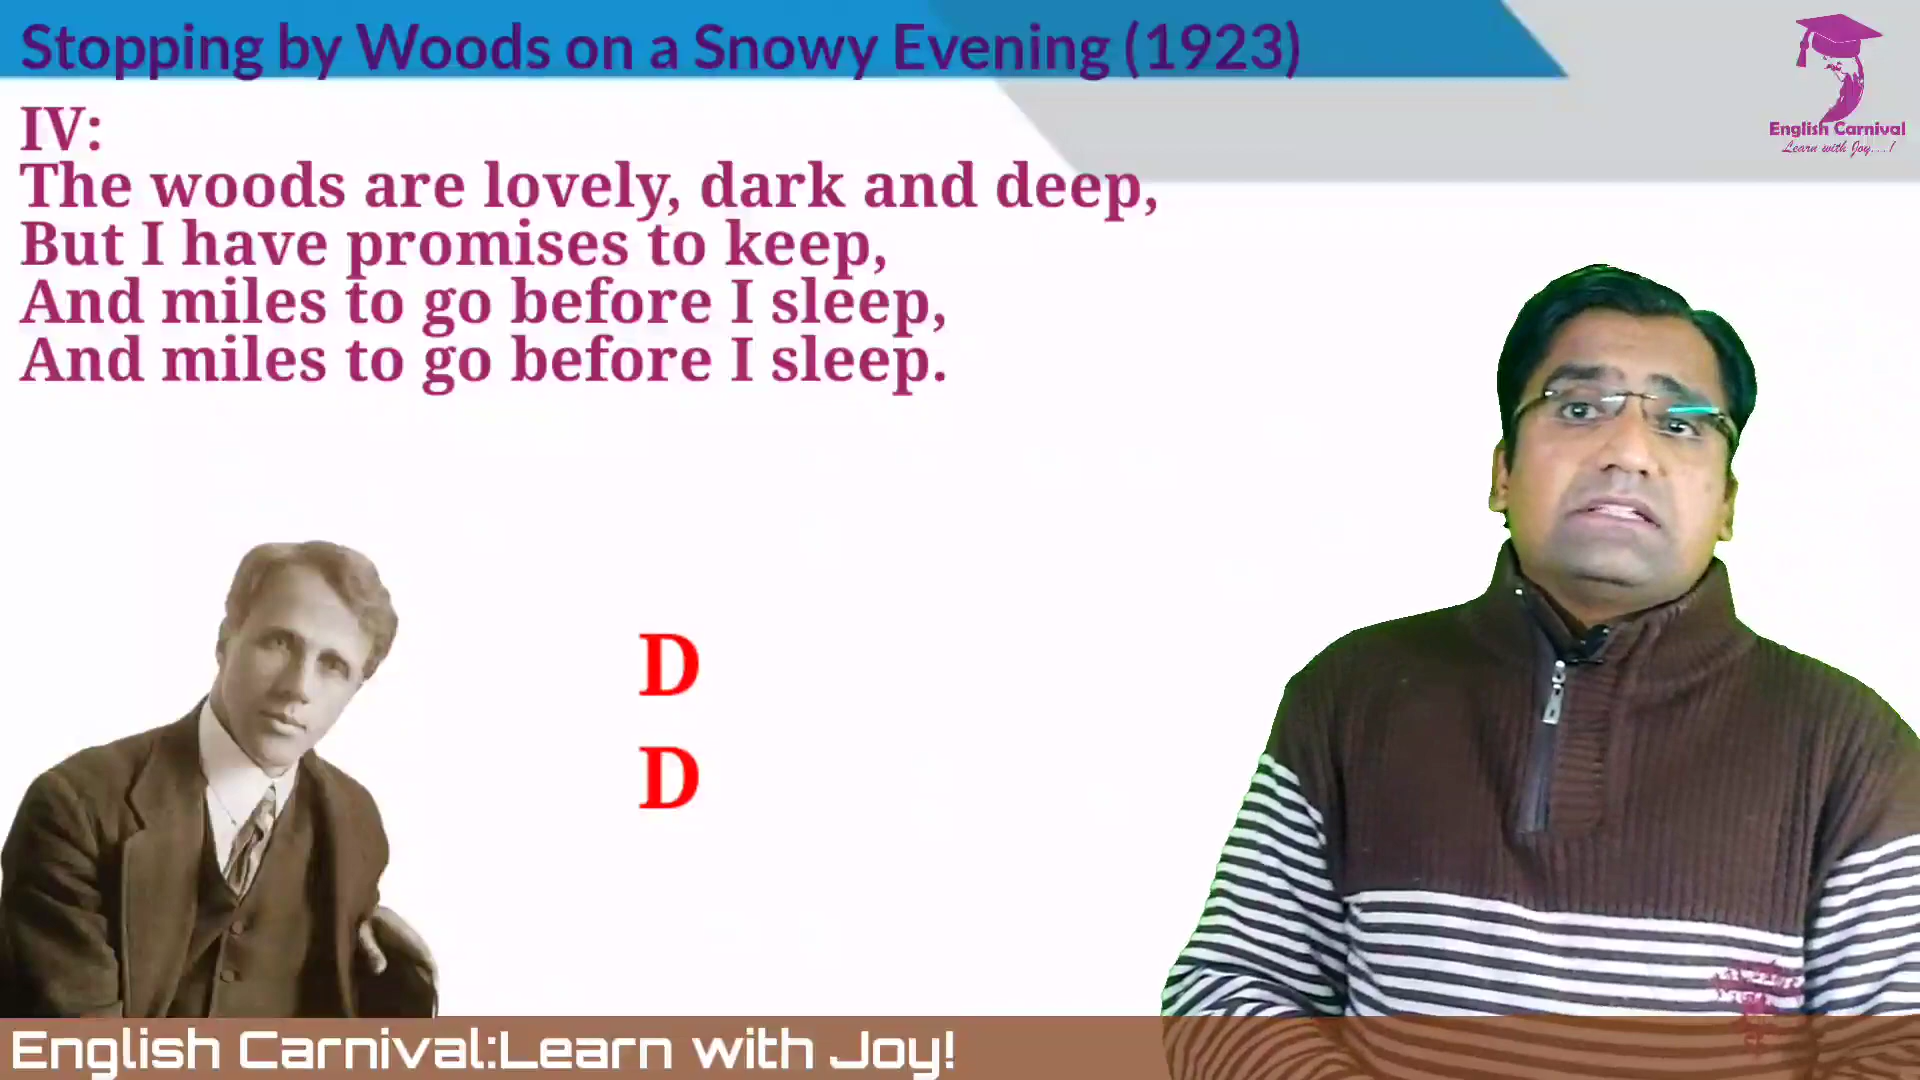 Stopping by Woods on a Snowy Evening (1923)
English Carnival
Learn with Joy....!
IV:
The woods are lovely, dark and deep,
But I have promises to keep,
And miles to go before I sleep,
And miles to go before I sleep.
D
D
English Carnival:Learn with Joy!